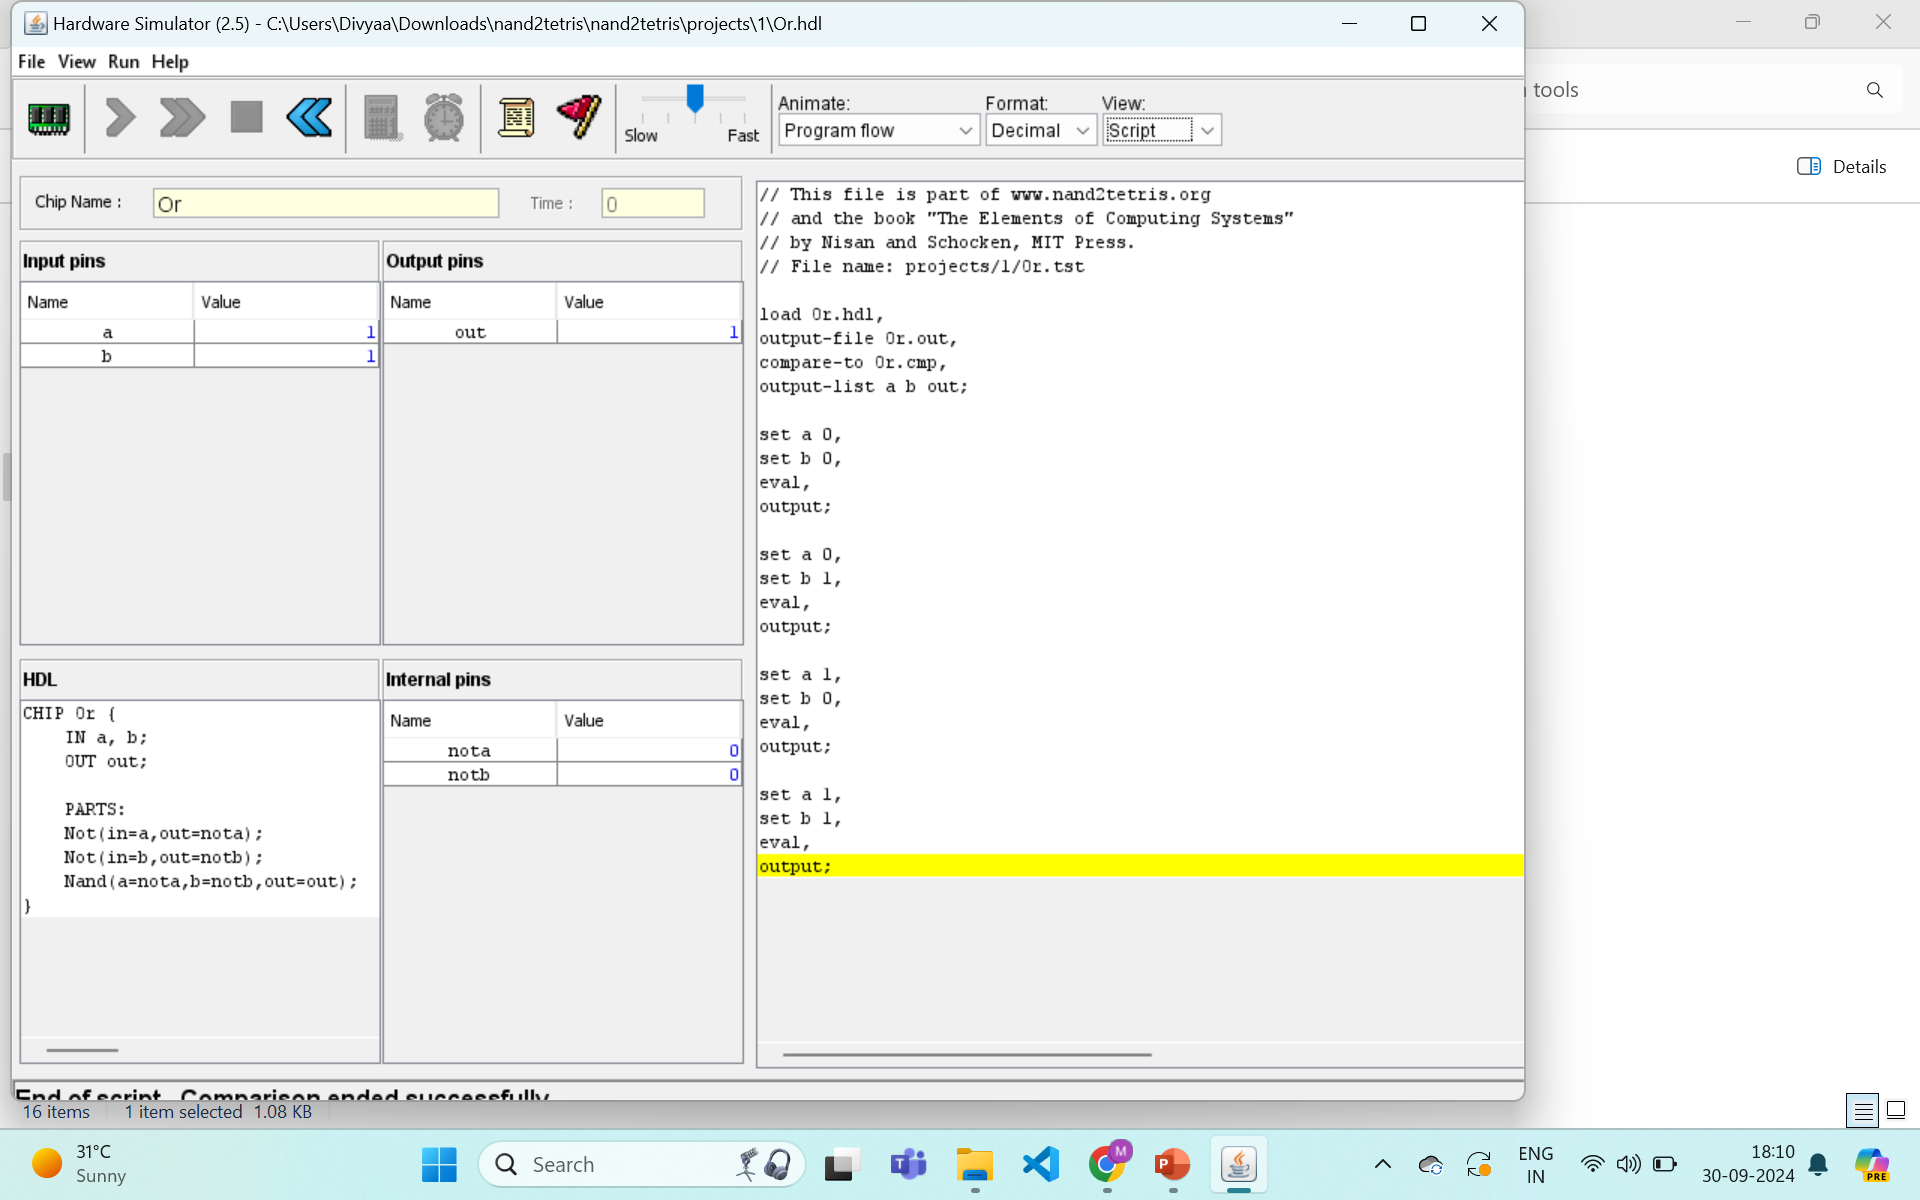 Hardware Simulator (2.5) - C:\Users\Divyaa\Downloads\nand2tetris\nand2tetris\projects\1\Or.hdl
File View Run Help
Slow Fast
Animate: Format: View:
Program flow Decimal Script
tools
Details
Chip Name : Or Time : 0
Input pins
Name Value
a 1
b 1
Output pins
Name Value
out 1
HDL
CHIP Or {
IN a, b;
OUT out;
PARTS:
Not(in=a,out=nota);
Not(in=b,out=notb);
Nand(a=nota,b=notb,out=out);
}
Internal pins
Name Value
nota 0
notb 0
// This file is part of www.nand2tetris.org
// and the book "The Elements of Computing Systems"
// by Nisan and Schocken, MIT Press.
// File name: projects/1/Or.tst
load Or.hdl,
output-file Or.out,
compare-to Or.cmp,
output-list a b out;
set a 0,
set b 0,
eval,
output;
set a 0,
set b 1,
eval,
output;
set a 1,
set b 0,
eval,
output;
set a 1,
set b 1,
eval,
output;
End of script - Comparison ended successfully
16 items 1 item selected 1.08 KB
31°C
Sunny
Search
M
T
P
PRE
ENG
IN
18:10
30-09-2024